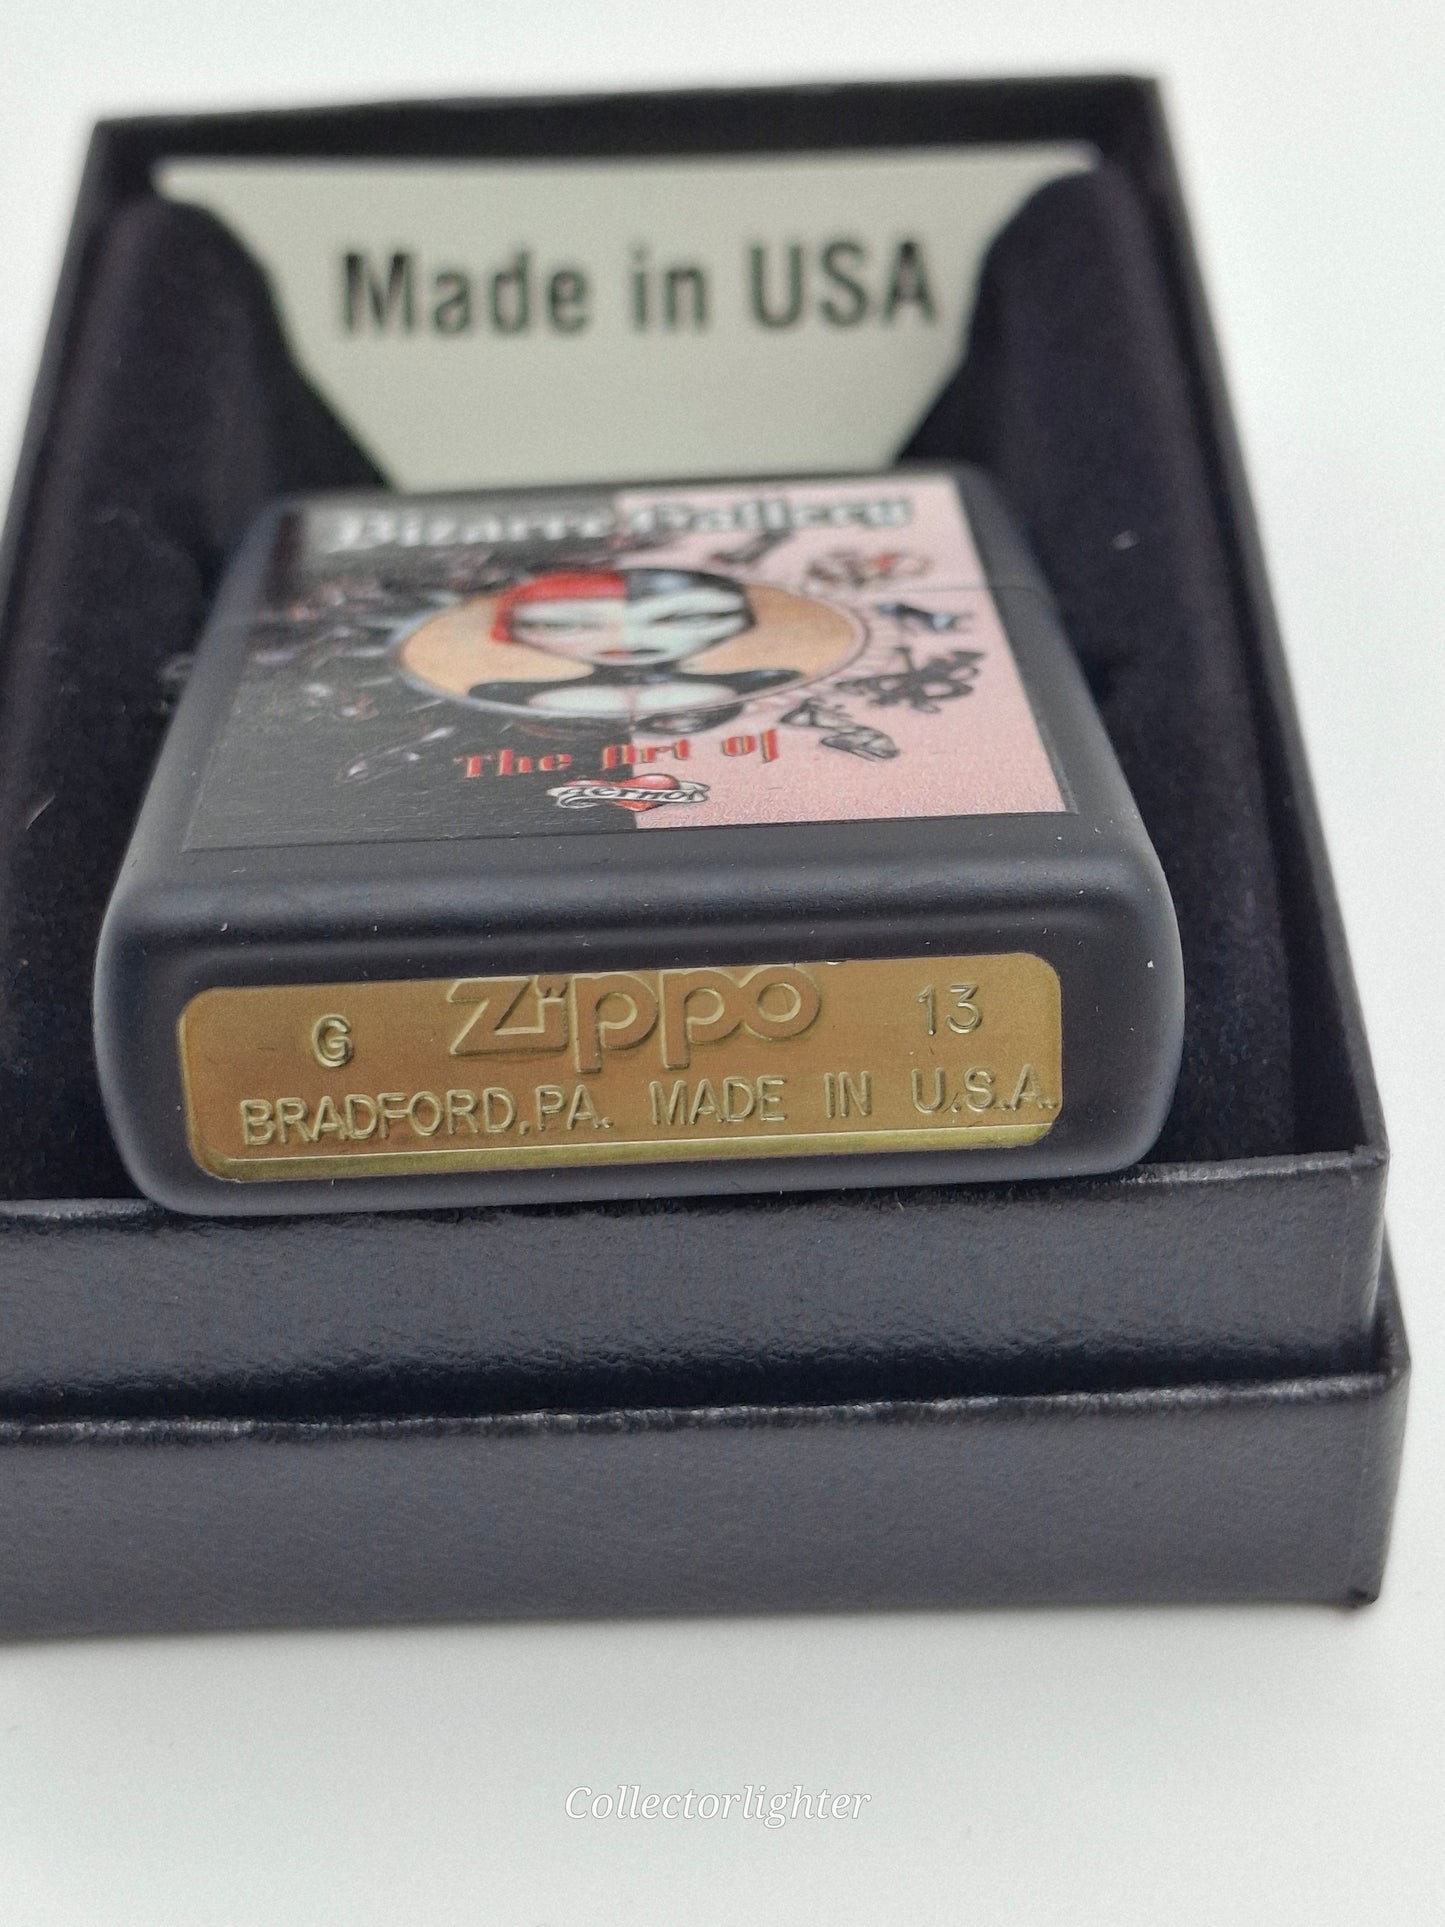 Made in USA
Bizarre Gallery
The Art of
G Zippo 13
BRADFORD,PA. MADE IN U.S.A.
Collectorlighter